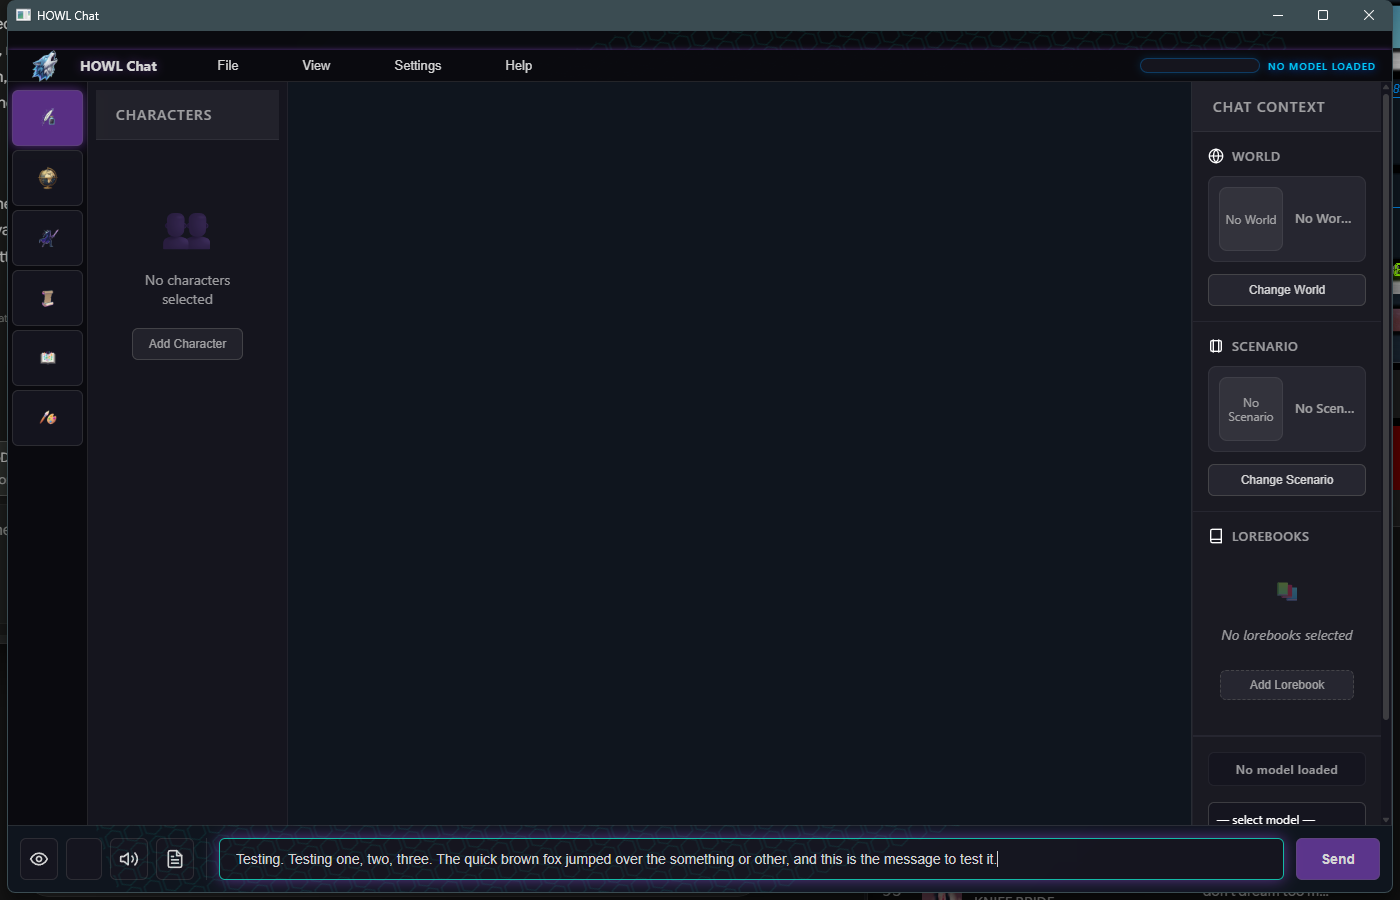 HOWL Chat
HOWL Chat
File
View
Settings
Help
NO MODEL LOADED
CHARACTERS
No characters
selected
Add Character
CHAT CONTEXT
WORLD
No World
No Wor...
Change World
SCENARIO
No
Scenario
No Scen...
Change Scenario
LOREBOOKS
No lorebooks selected
Add Lorebook
No model loaded
— select model —
Testing. Testing one, two, three. The quick brown fox jumped over the something or other, and this is the message to test it.
Send